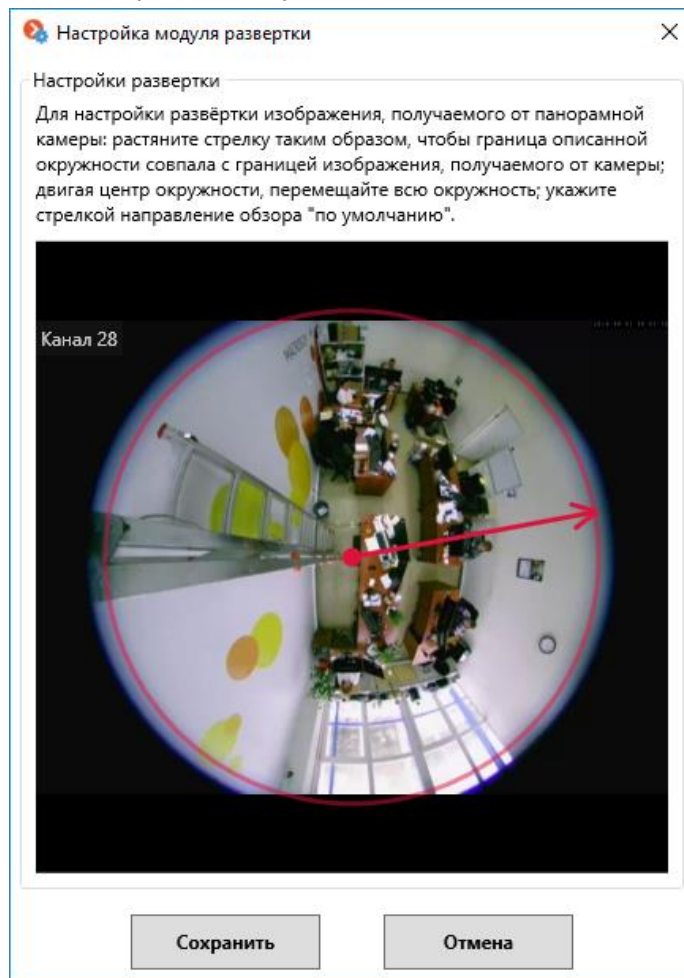 Настройка модуля развертки
Настройки развертки
Для настройки развёртки изображения, получаемого от панорамной
камеры: растяните стрелку таким образом, чтобы граница описанной
окружности совпала с границей изображения, получаемого от камеры;
двигая центр окружности, перемещайте всю окружность; укажите
стрелкой направление обзора "по умолчанию".
Канал 28
Сохранить
Отмена